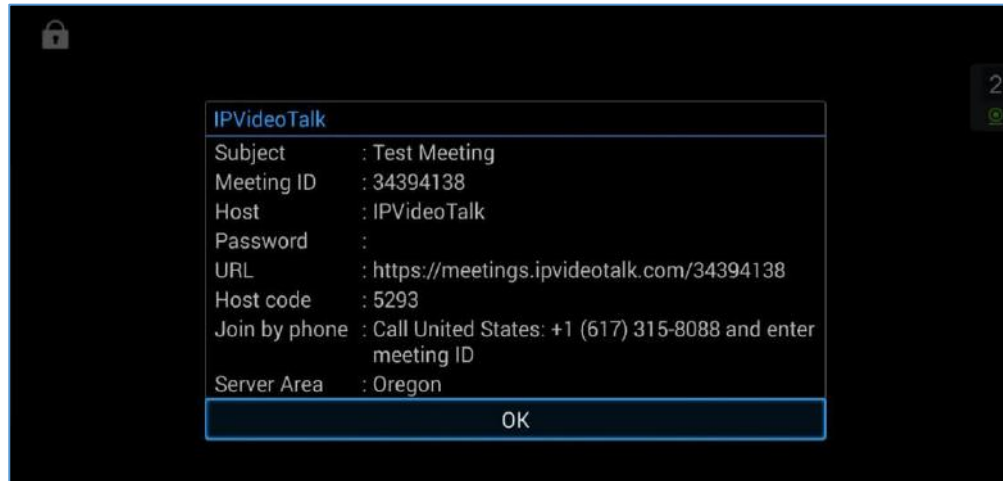 2
IPVideoTalk
Subject : Test Meeting
Meeting ID : 34394138
Host : IPVideoTalk
Password :
URL : https://meetings.ipvideotalk.com/34394138
Host code : 5293
Join by phone : Call United States: +1 (617) 315-8088 and enter
meeting ID
Server Area : Oregon
OK